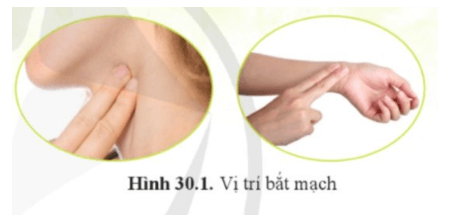 Hình 30.1. Vị trí bắt mạch